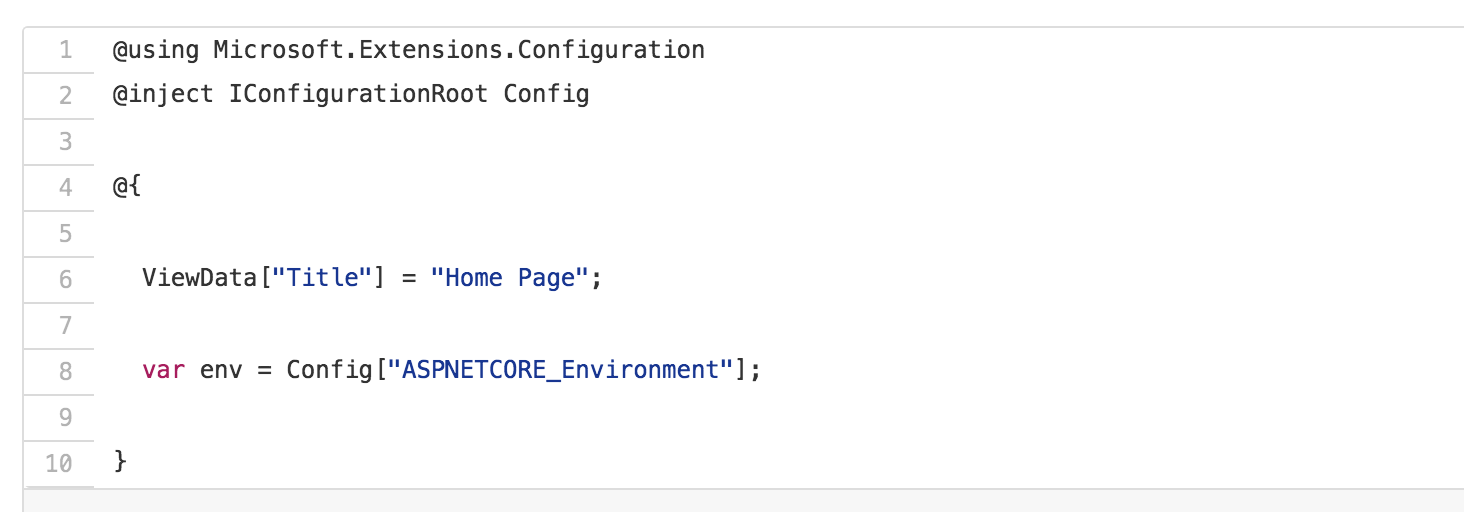 1 @using Microsoft.Extensions.Configuration
2 @inject IConfigurationRoot Config
3
4 @{
5
6 ViewData["Title"] = "Home Page";
7
8 var env = Config["ASPNETCORE_Environment"];
9
10 }